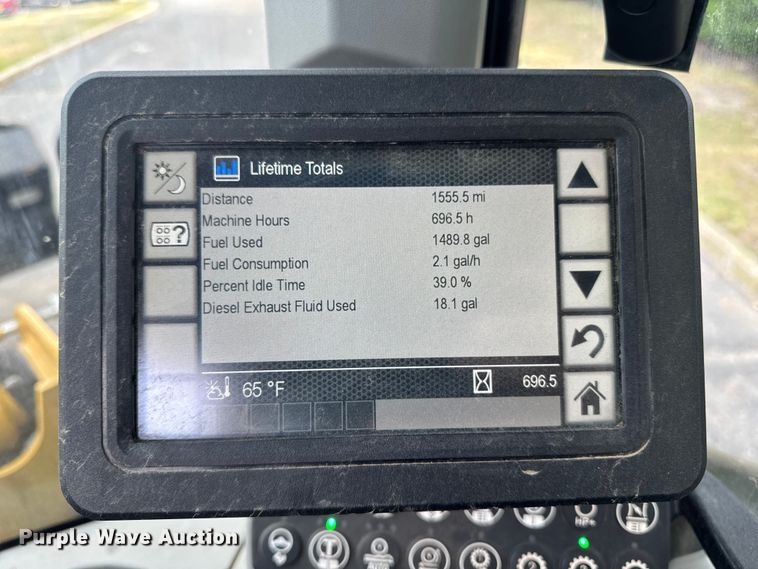 Lifetime Totals
Distance 1555.5 mi
Machine Hours 696.5 h
Fuel Used 1489.8 gal
Fuel Consumption 2.1 gal/h
Percent Idle Time 39.0 %
Diesel Exhaust Fluid Used 18.1 gal
65 °F 696.5
HP+
AUTO
Purple Wave Auction